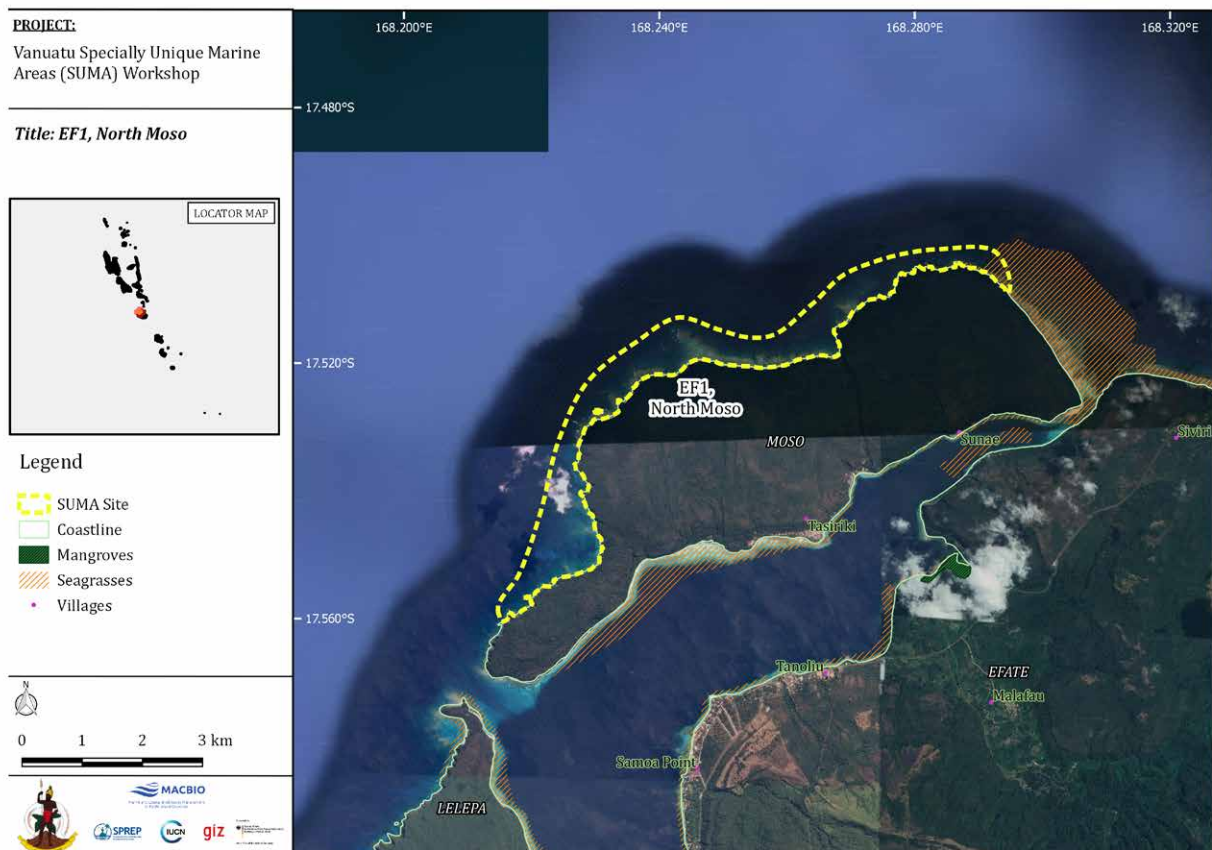 PROJECT:
Vanuatu Specially Unique Marine
Areas (SUMA) Workshop
Title: EF1, North Moso
LOCATOR MAP
Legend
SUMA Site
Coastline
Mangroves
Seagrasses
Villages
0 1 2 3 km
MACBIO
SPREP
IUCN
giz
168.200°E 168.240°E 168.280°E 168.320°E
17.480°S
17.520°S
17.560°S
EF1,
North Moso
MOSO
Sunae
Siviri
Tasiriki
Tanoliu
EFATE
Malafau
Samoa Point
LELEPA